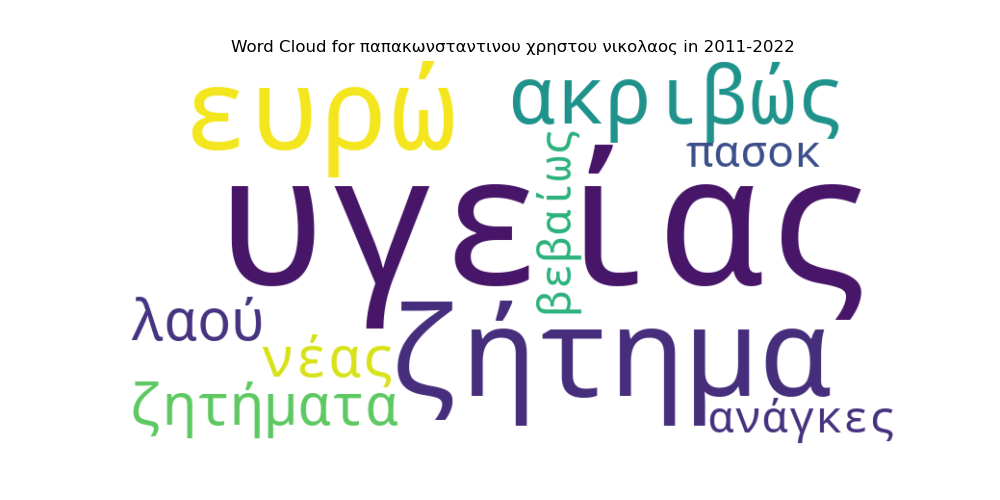 Word Cloud for παπακωνσταντινου χρηστου νικολαος in 2011-2022
ευρώ
ακριβώς
πασοκ
βεβαίως
υγείας
λαού
νέας
ζήτημα
ζητήματα
ανάγκες